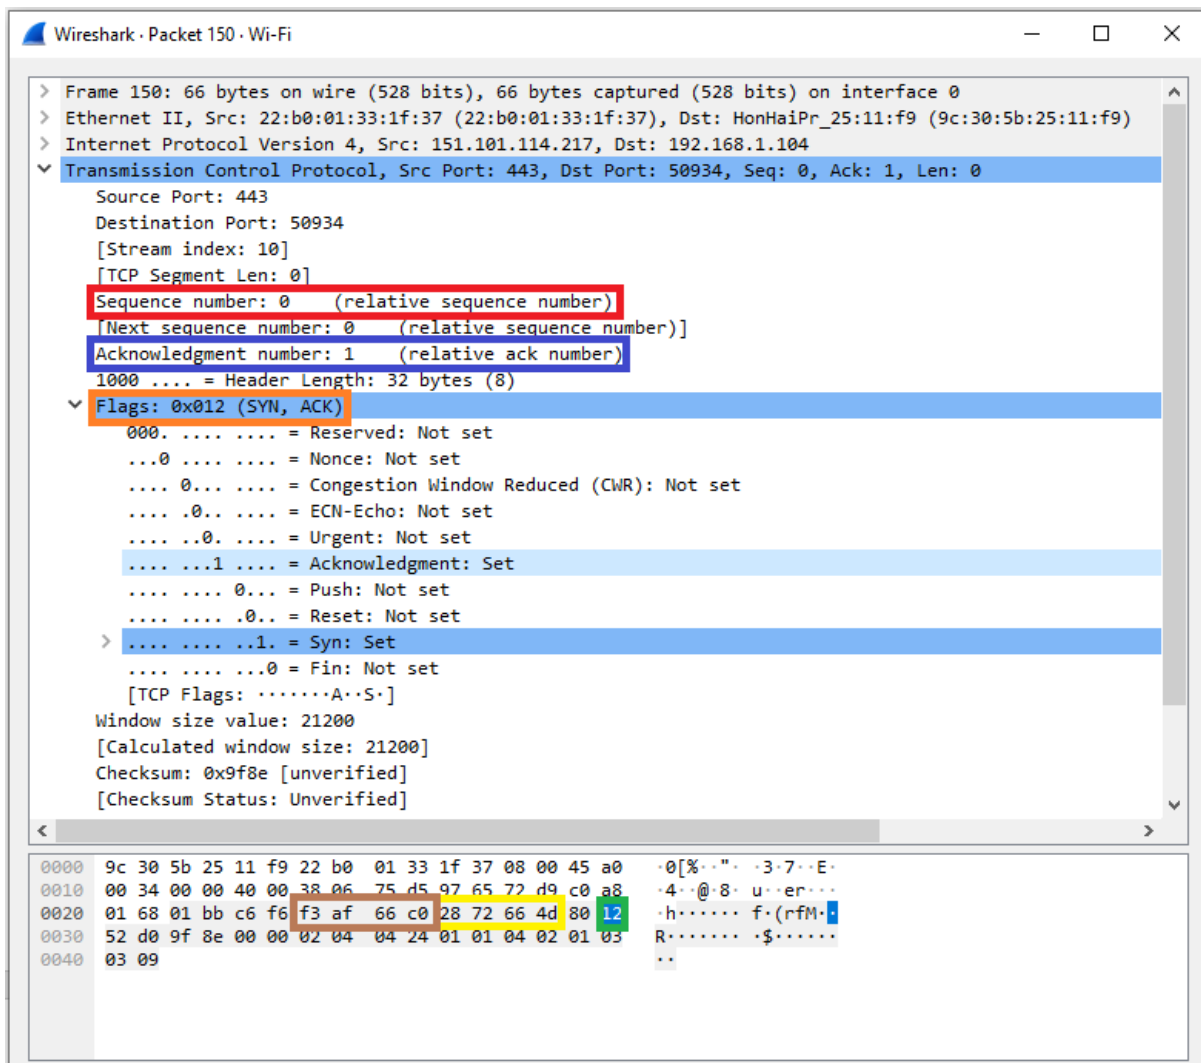 Wireshark · Packet 150 · Wi-Fi
Frame 150: 66 bytes on wire (528 bits), 66 bytes captured (528 bits) on interface 0
Ethernet II, Src: 22:b0:01:33:1f:37 (22:b0:01:33:1f:37), Dst: HonHaiPr_25:11:f9 (9c:30:5b:25:11:f9)
Internet Protocol Version 4, Src: 151.101.114.217, Dst: 192.168.1.104
Transmission Control Protocol, Src Port: 443, Dst Port: 50934, Seq: 0, Ack: 1, Len: 0
Source Port: 443
Destination Port: 50934
[Stream index: 10]
[TCP Segment Len: 0]
Sequence number: 0    (relative sequence number)
[Next sequence number: 0    (relative sequence number)]
Acknowledgment number: 1    (relative ack number)
1000 .... = Header Length: 32 bytes (8)
Flags: 0x012 (SYN, ACK)
000. .... .... = Reserved: Not set
...0 .... .... = Nonce: Not set
.... 0... .... = Congestion Window Reduced (CWR): Not set
.... .0.. .... = ECN-Echo: Not set
.... ..0. .... = Urgent: Not set
.... ...1 .... = Acknowledgment: Set
.... .... 0... = Push: Not set
.... .... .0.. = Reset: Not set
.... .... ..1. = Syn: Set
.... .... ...0 = Fin: Not set
[TCP Flags: ·······A··S·]
Window size value: 21200
[Calculated window size: 21200]
Checksum: 0x9f8e [unverified]
[Checksum Status: Unverified]
0000 9c 30 5b 25 11 f9 22 b0 01 33 1f 37 08 00 45 a0 ·0[%··"· ·3·7··E·
0010 00 34 00 00 40 00 38 06 75 d5 97 65 72 d9 c0 a8 ·4··@·8· u··er···
0020 01 68 01 bb c6 f6 f3 af 66 c0 28 72 66 4d 80 12 ·h······ f·(rfM··
0030 52 d0 9f 8e 00 00 02 04 04 24 01 01 04 02 01 03 R······· ·$······
0040 03 09 ··